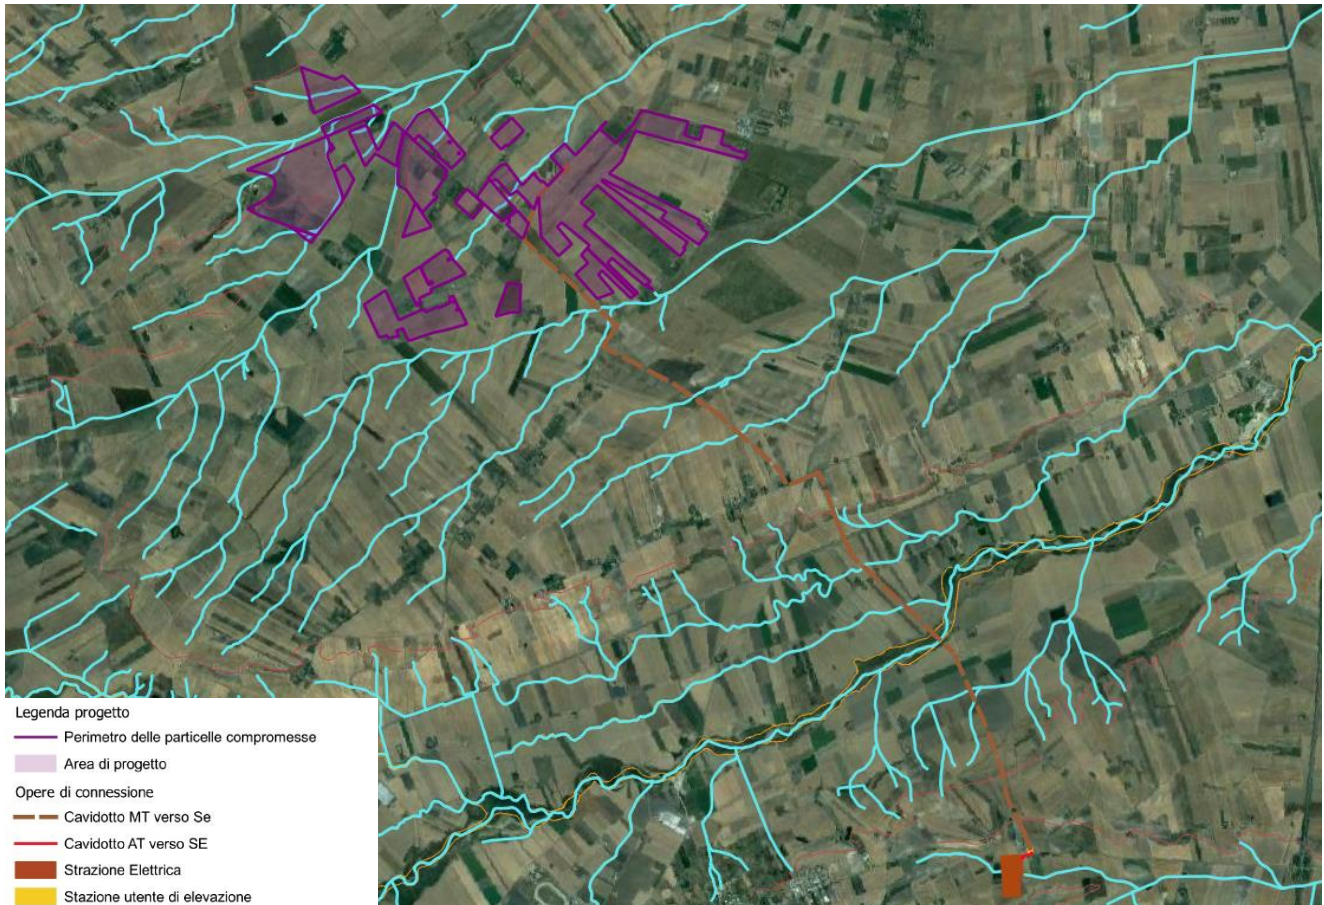 Legenda progetto
Perimetro delle particelle compromesse
Area di progetto
Opere di connessione
Cavidotto MT verso Se
Cavidotto AT verso SE
Strazione Elettrica
Stazione utente di elevazione